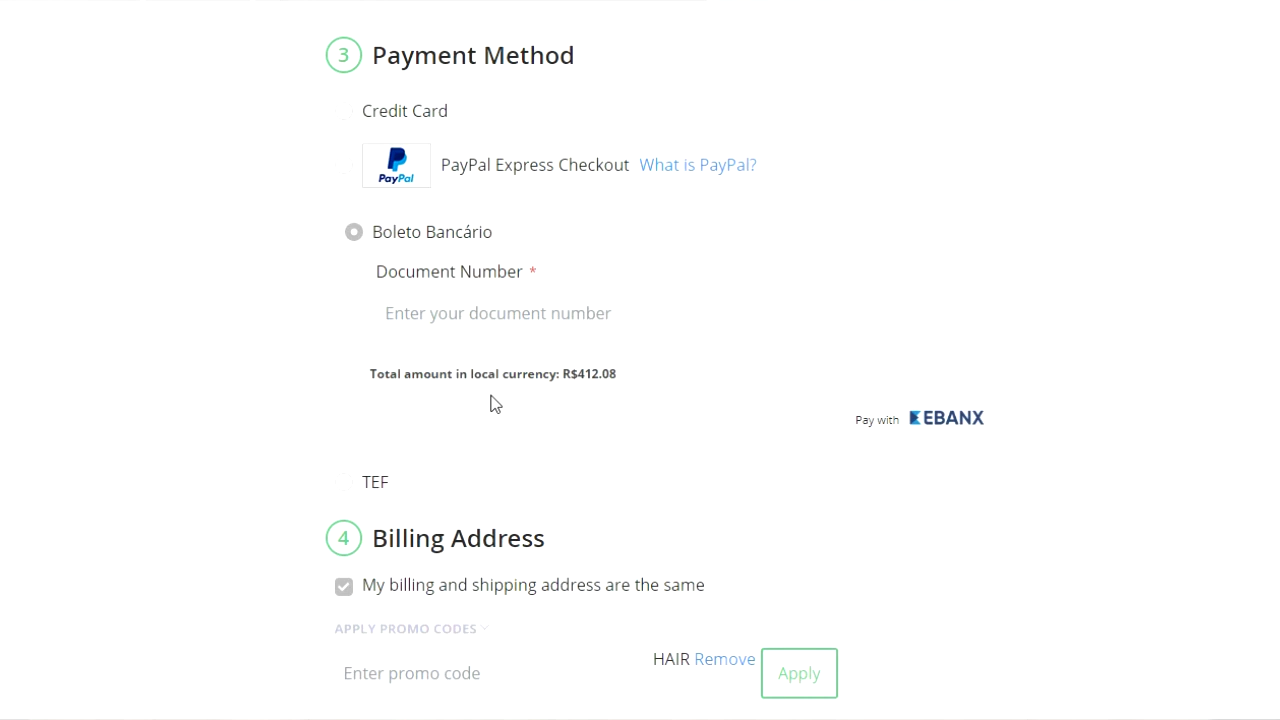 3 Payment Method
Credit Card
PayPal PayPal Express Checkout What is PayPal?
Boleto Bancário
Document Number *
Enter your document number
Total amount in local currency: R$412.08
Pay with EBANX
TEF
4 Billing Address
My billing and shipping address are the same
APPLY PROMO CODES
Enter promo code HAIR Remove Apply